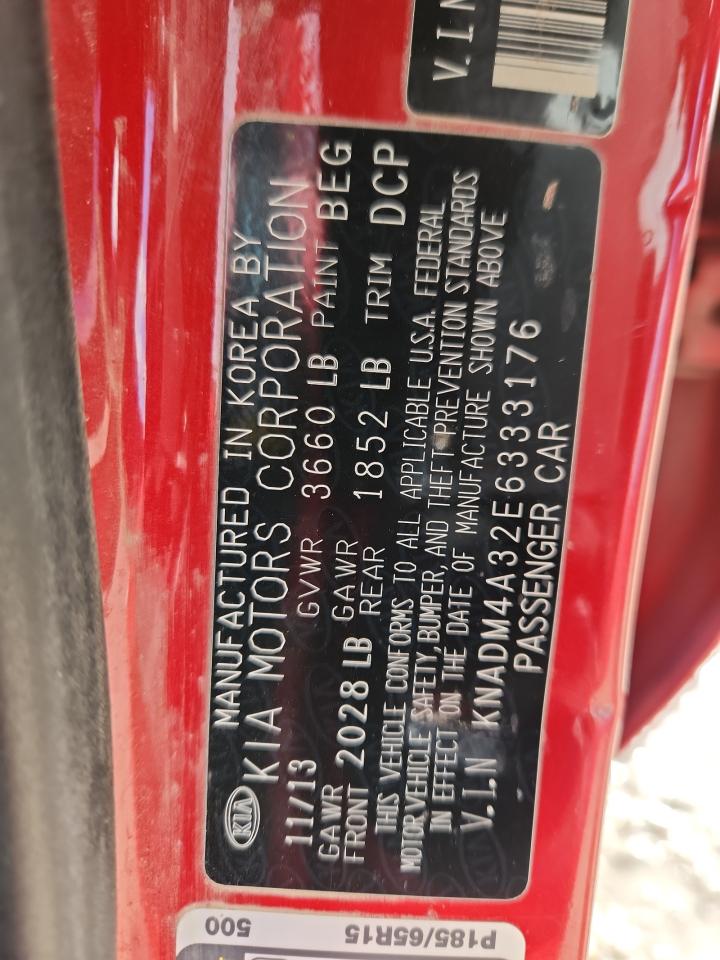 V.I.N
MANUFACTURED IN KOREA BY
KIA KIA MOTORS CORPORATION
11/13 GVWR 3660 LB PAINT BEG
GAWR FRONT 2028 LB GAWR REAR 1852 LB TRIM DCP
THIS VEHICLE CONFORMS TO ALL APPLICABLE U.S.A. FEDERAL
MOTOR VEHICLE SAFETY, BUMPER, AND THEFT PREVENTION STANDARDS
IN EFFECT ON THE DATE OF MANUFACTURE SHOWN ABOVE
V.I.N KNADM4A32E6333176
PASSENGER CAR
P185/65R15 500